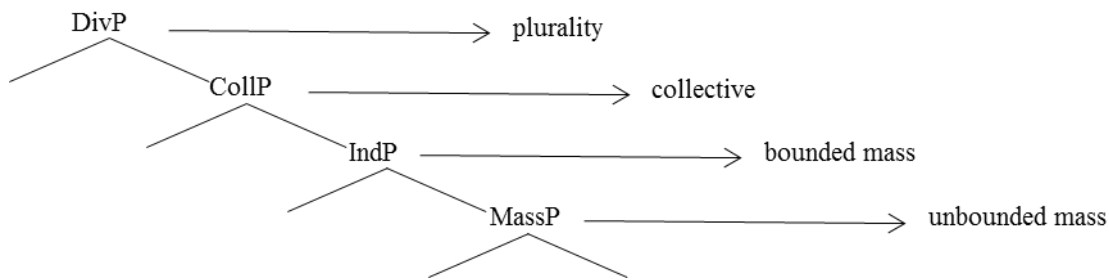 DivP plurality
CollP collective
IndP bounded mass
MassP unbounded mass